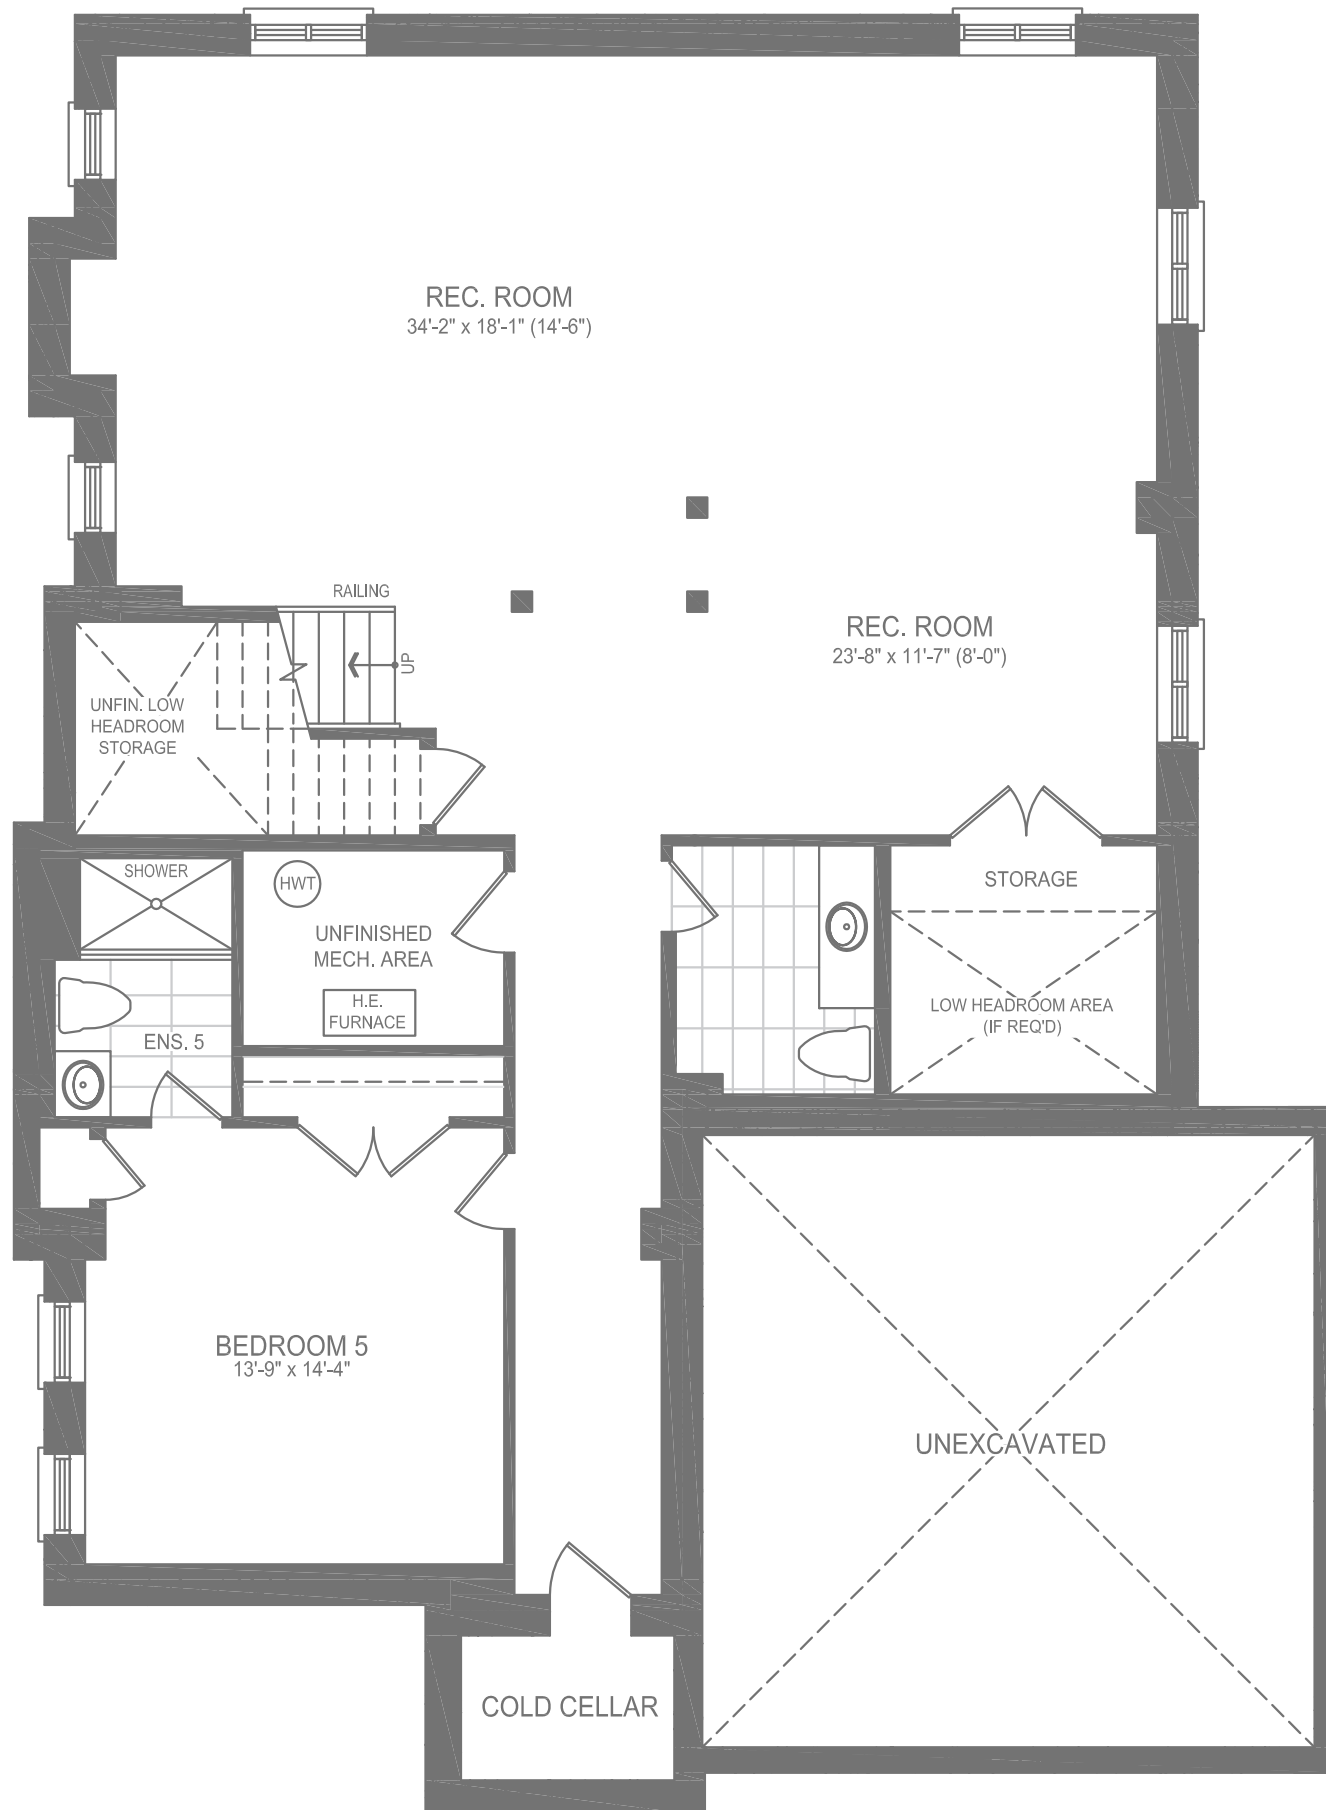 REC. ROOM
34'-2" x 18'-1" (14'-6")
RAILING
UP
REC. ROOM
23'-8" x 11'-7" (8'-0")
UNFIN. LOW
HEADROOM
STORAGE
SHOWER
HWT
UNFINISHED
MECH. AREA
H.E.
FURNACE
ENS. 5
STORAGE
LOW HEADROOM AREA
(IF REQ'D)
BEDROOM 5
13'-9" x 14'-4"
UNEXCAVATED
COLD CELLAR